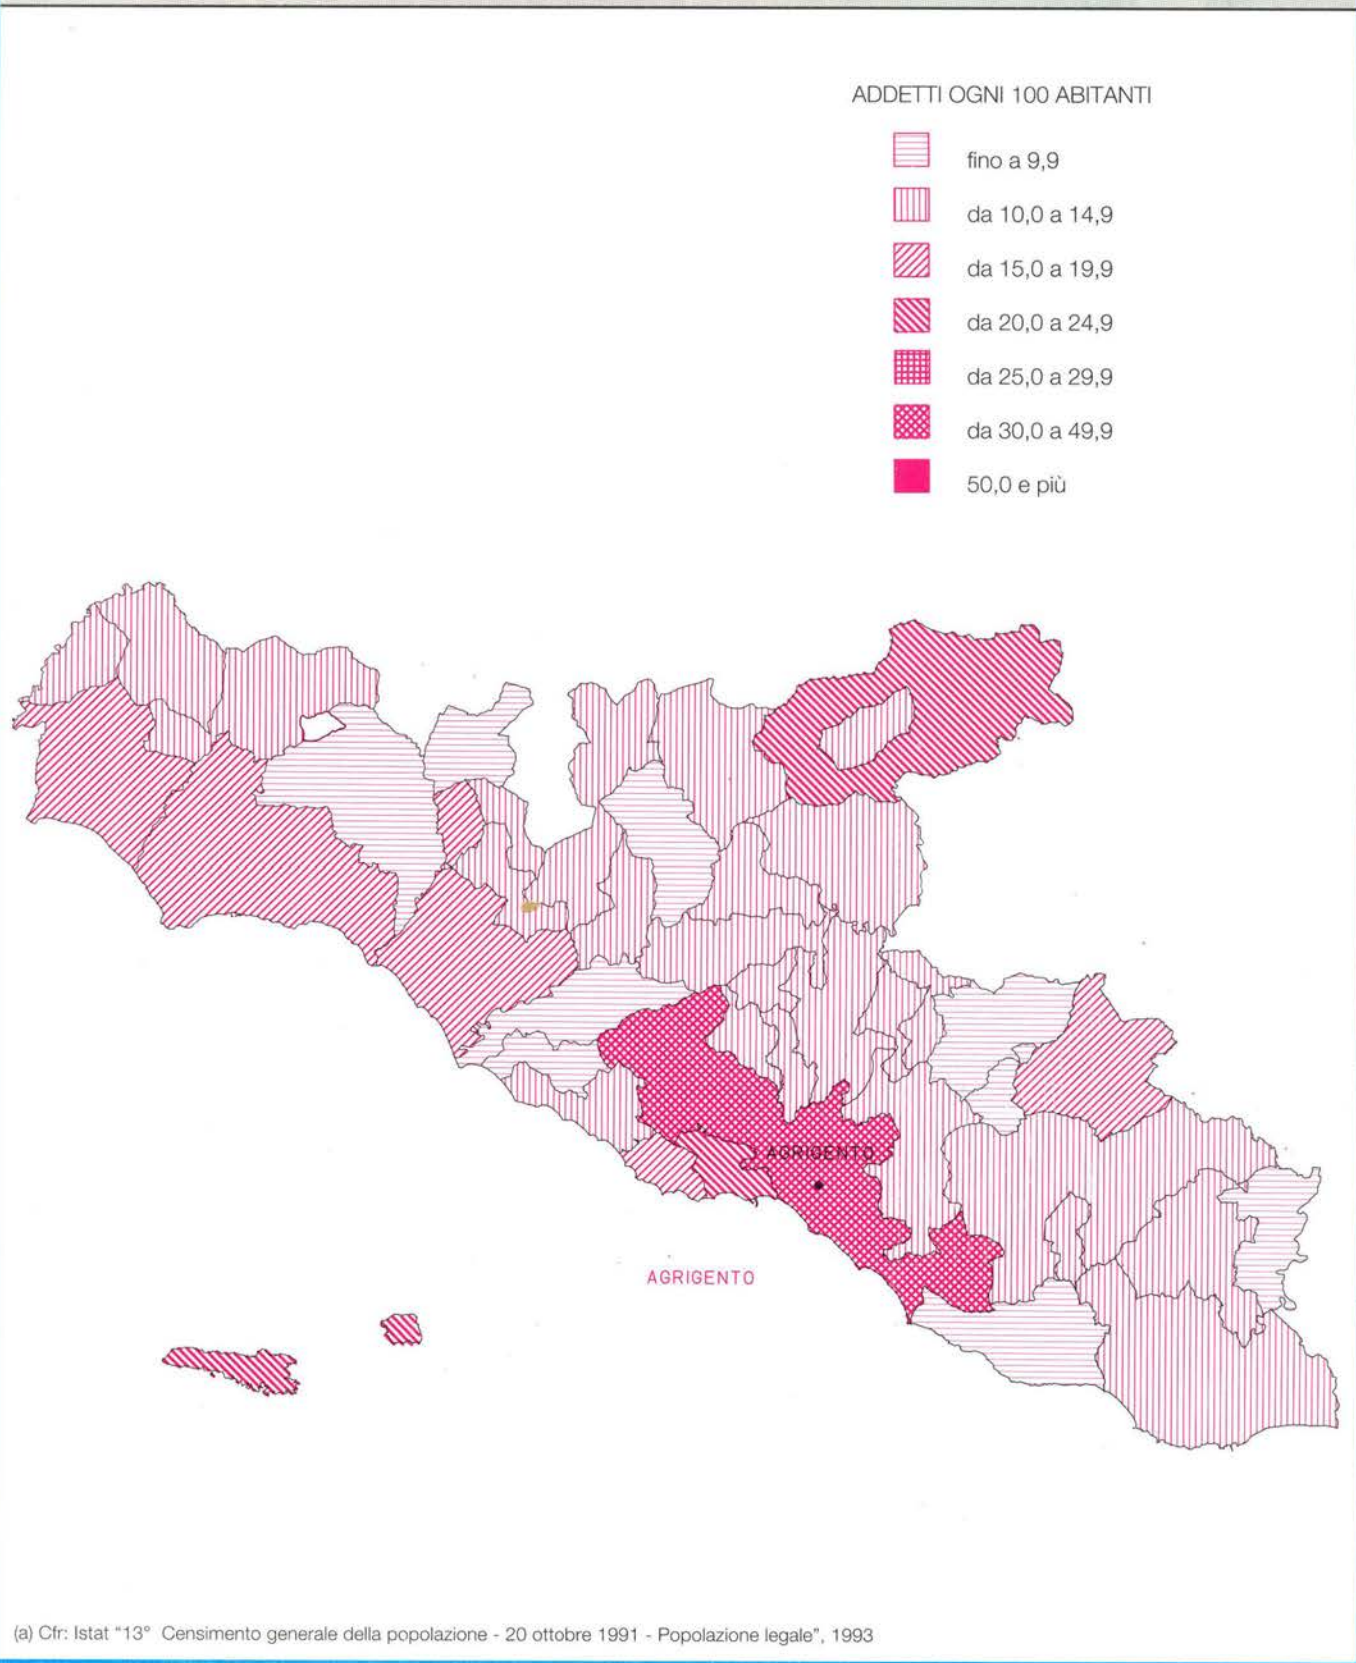 ADDETTI OGNI 100 ABITANTI
fino a 9,9
da 10,0 a 14,9
da 15,0 a 19,9
da 20,0 a 24,9
da 25,0 a 29,9
da 30,0 a 49,9
50,0 e più
AGRIGENTO
AGRIGENTO
(a) Cfr: Istat "13° Censimento generale della popolazione - 20 ottobre 1991 - Popolazione legale", 1993